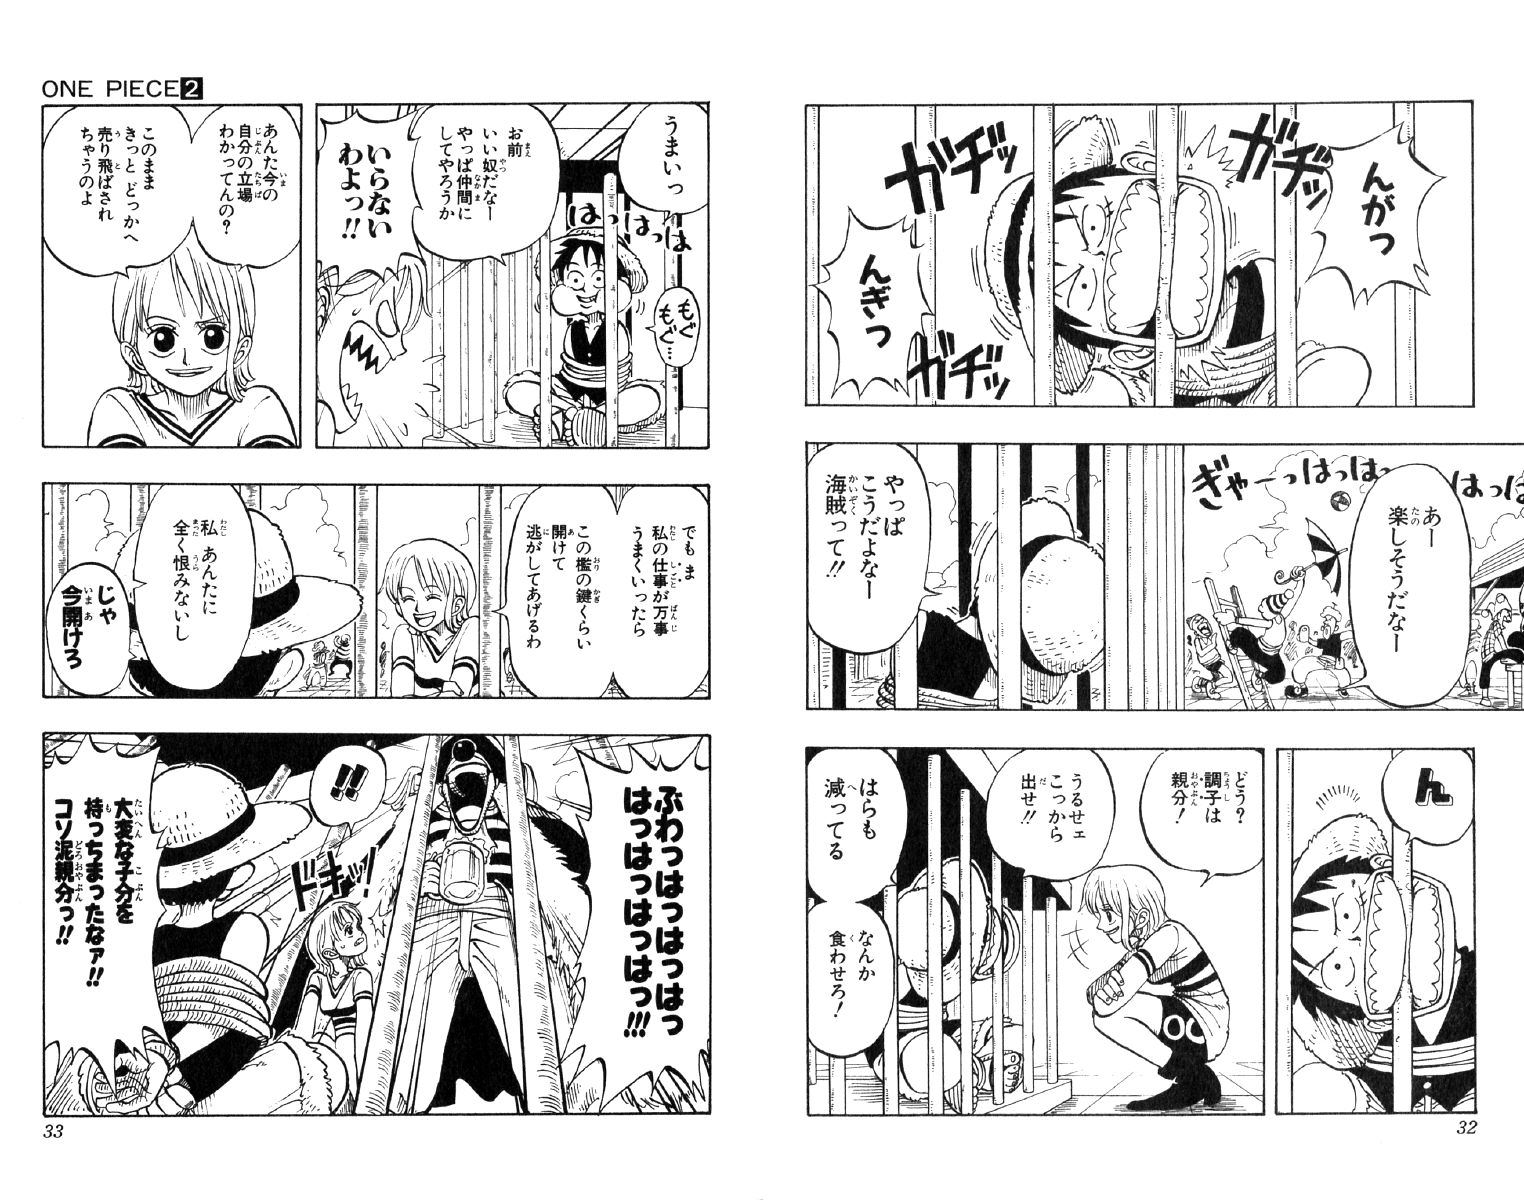 ガチッ
ガヂッ
んがっ
んぎっ
ガヂッ
はっはっ
ぎゃーっはっはっ
あー
楽しそうだなー
やっぱ
こうだよなー
海賊って!!
ん
どう?
調子は
親分!
うるせェ
こっから
出せ!!
はらも
減ってる
なんか
食わせろ!
32
ONE PIECE 2
うまいっ
もぐ
もぐ…
はっはっは
お前
いい奴だなー
やっぱ仲間に
してやろうか
いらない
わよっ!!
あんた今の
自分の立場
わかってんの?
このまま
きっと どっかへ
売り飛ばされ
ちゃうのよ
でも ま
私の仕事が万事
うまくいったら
この檻の鍵くらい
開けて
逃がしてあげるわ
私 あんたに
全く恨みないし
じゃ
今開けろ
ぶわっはっはっはっ
はっはっはっはっ!!!
!!
ドキッ!
大変な子分を
持っちまったなァ!!
コソ泥親分っ!!
33